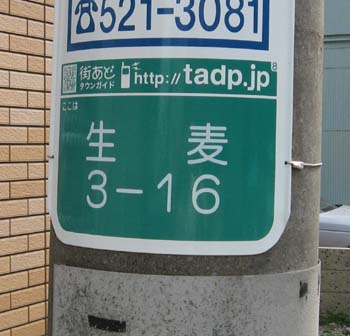 ☎521-3081
街あど http://tadp.jp 8
タウンガイド
ここは
生麦
3-16